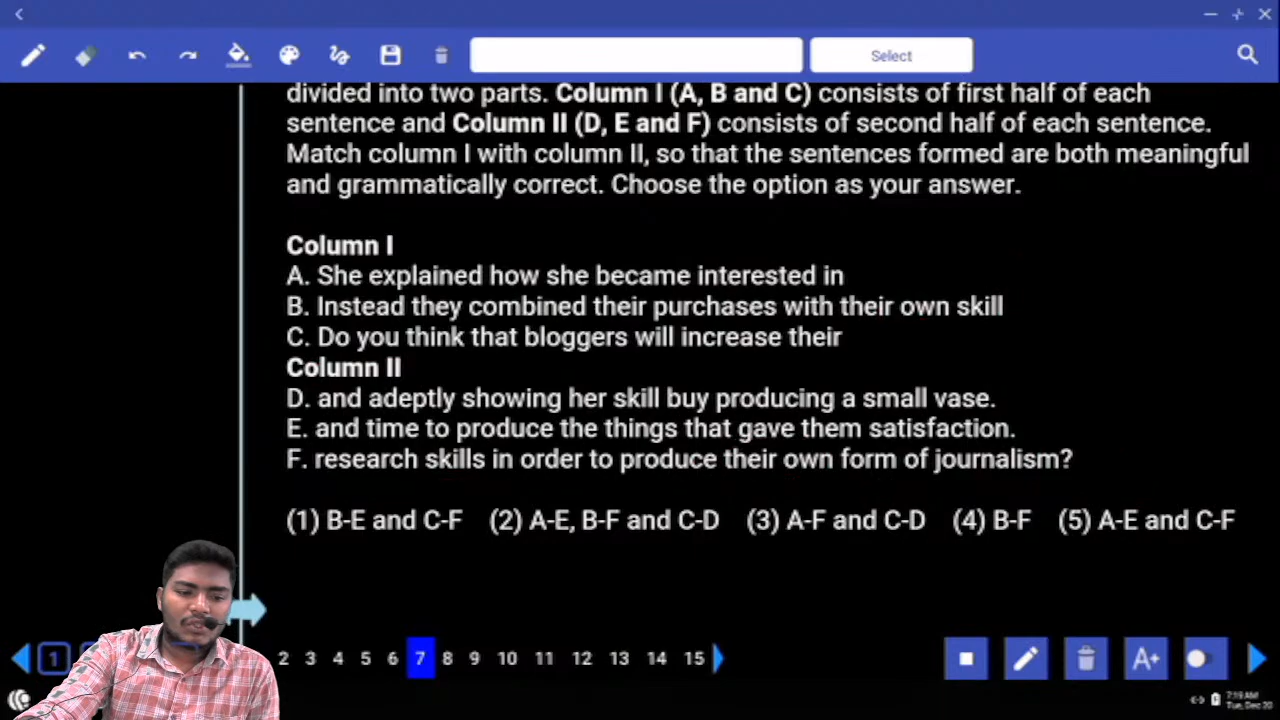 Select
divided into two parts. Column I (A, B and C) consists of first half of each
sentence and Column II (D, E and F) consists of second half of each sentence.
Match column I with column II, so that the sentences formed are both meaningful
and grammatically correct. Choose the option as your answer.
Column I
A. She explained how she became interested in
B. Instead they combined their purchases with their own skill
C. Do you think that bloggers will increase their
Column II
D. and adeptly showing her skill buy producing a small vase.
E. and time to produce the things that gave them satisfaction.
F. research skills in order to produce their own form of journalism?
(1) B-E and C-F (2) A-E, B-F and C-D (3) A-F and C-D (4) B-F (5) A-E and C-F
1 2 3 4 5 6 7 8 9 10 11 12 13 14 15 A+
7:19 AM
Tue, Dec 20